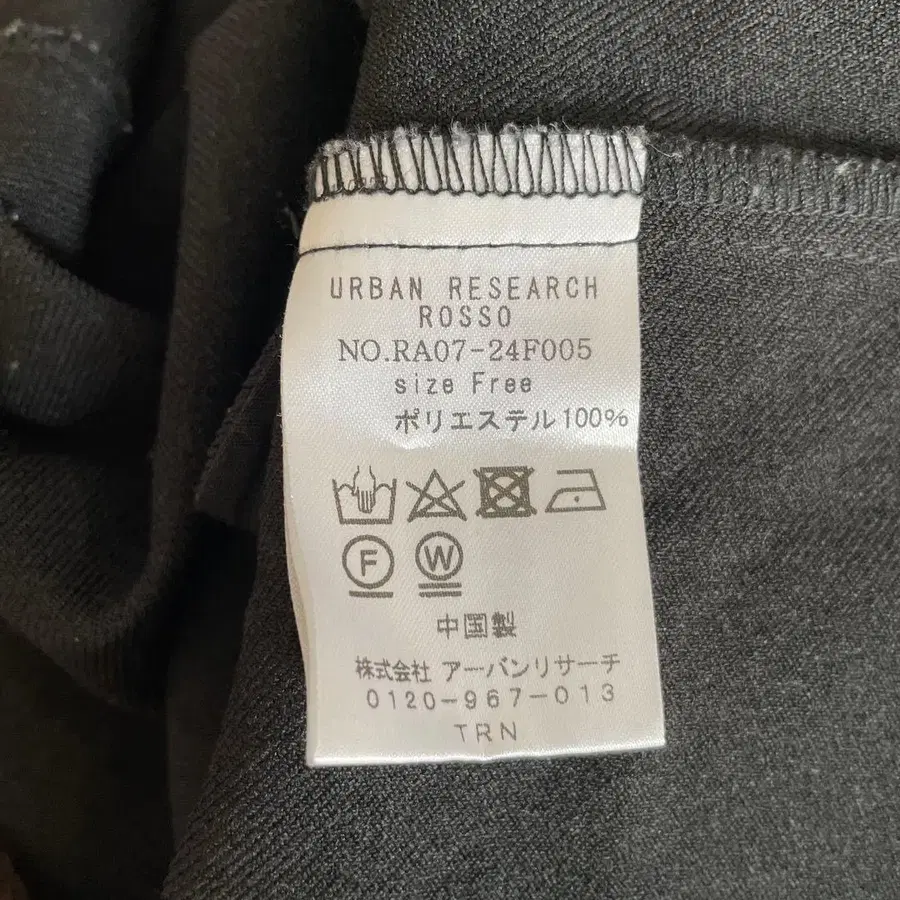 URBAN RESEARCH
ROSSO
NO.RA07-24F005
size Free
ポリエステル100%
F W
中国製
株式会社 アーバンリサーチ
0120-967-013
TRN